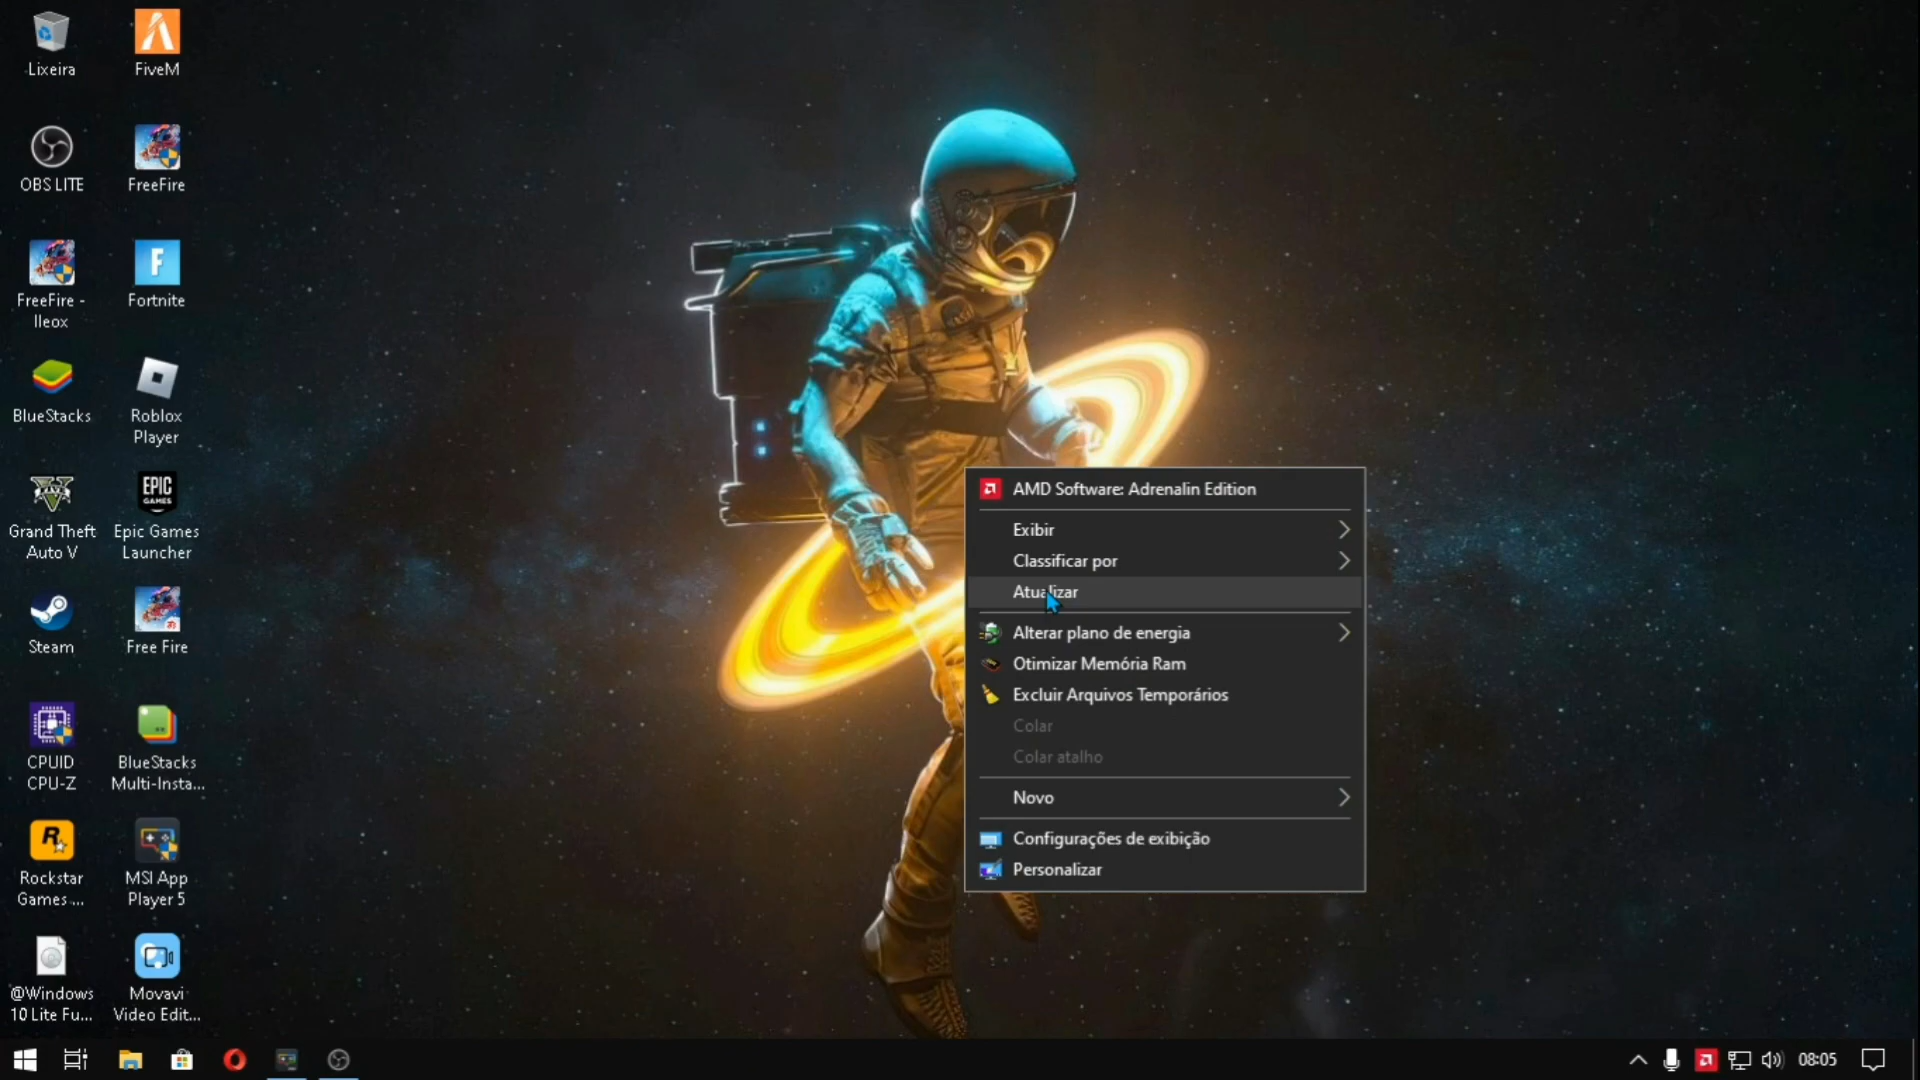 Lixeira
FiveM
OBS LITE
FreeFire
FreeFire -
lleox
F
Fortnite
BlueStacks
Roblox
Player
V
Grand Theft
Auto V
EPIC
GAMES
Epic Games
Launcher
Steam
Free Fire
CPUID
CPU-Z
BlueStacks
Multi-Insta...
R
Rockstar
Games ...
MSI App
Player 5
@Windows
10 Lite Fu...
Movavi
Video Edit...
AMD Software: Adrenalin Edition
Exibir
Classificar por
Atualizar
Alterar plano de energia
Otimizar Memória Ram
Excluir Arquivos Temporários
Colar
Colar atalho
Novo
Configurações de exibição
Personalizar
08:05